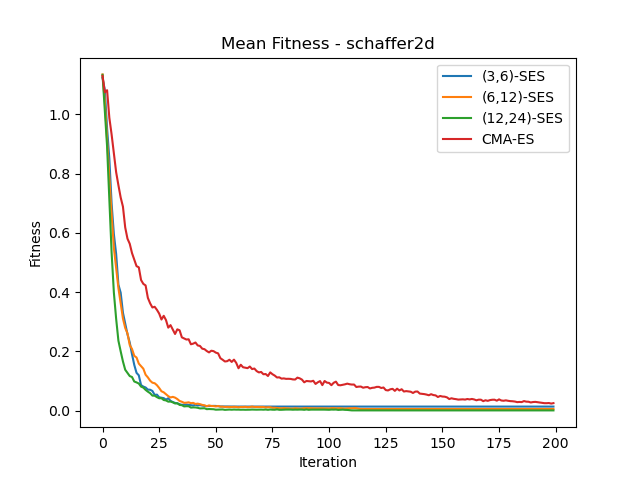 Mean Fitness - schaffer2d
(3,6)-SES
(6,12)-SES
(12,24)-SES
CMA-ES
Fitness
1.0
0.8
0.6
0.4
0.2
0.0
0 25 50 75 100 125 150 175 200
Iteration